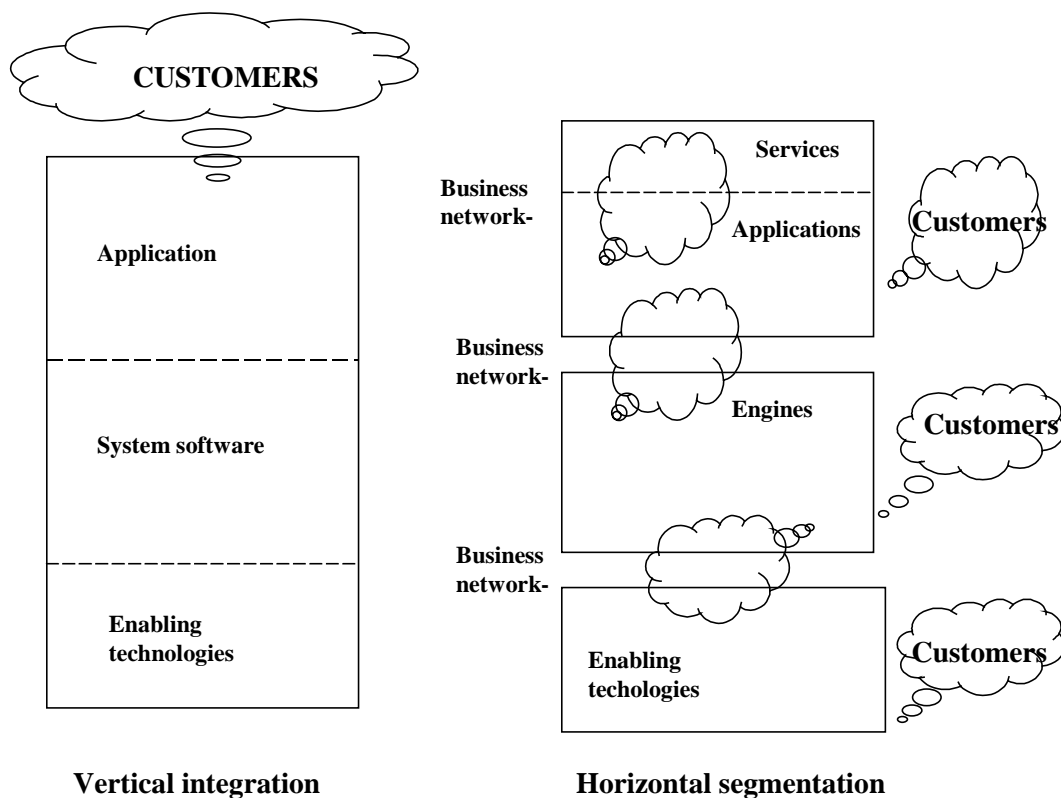 CUSTOMERS
Application
System software
Enabling
technologies
Vertical integration
Services
Business
network-
Applications
Customers
Business
network-
Engines
Customers
Business
network-
Enabling
techologies
Customers
Horizontal segmentation